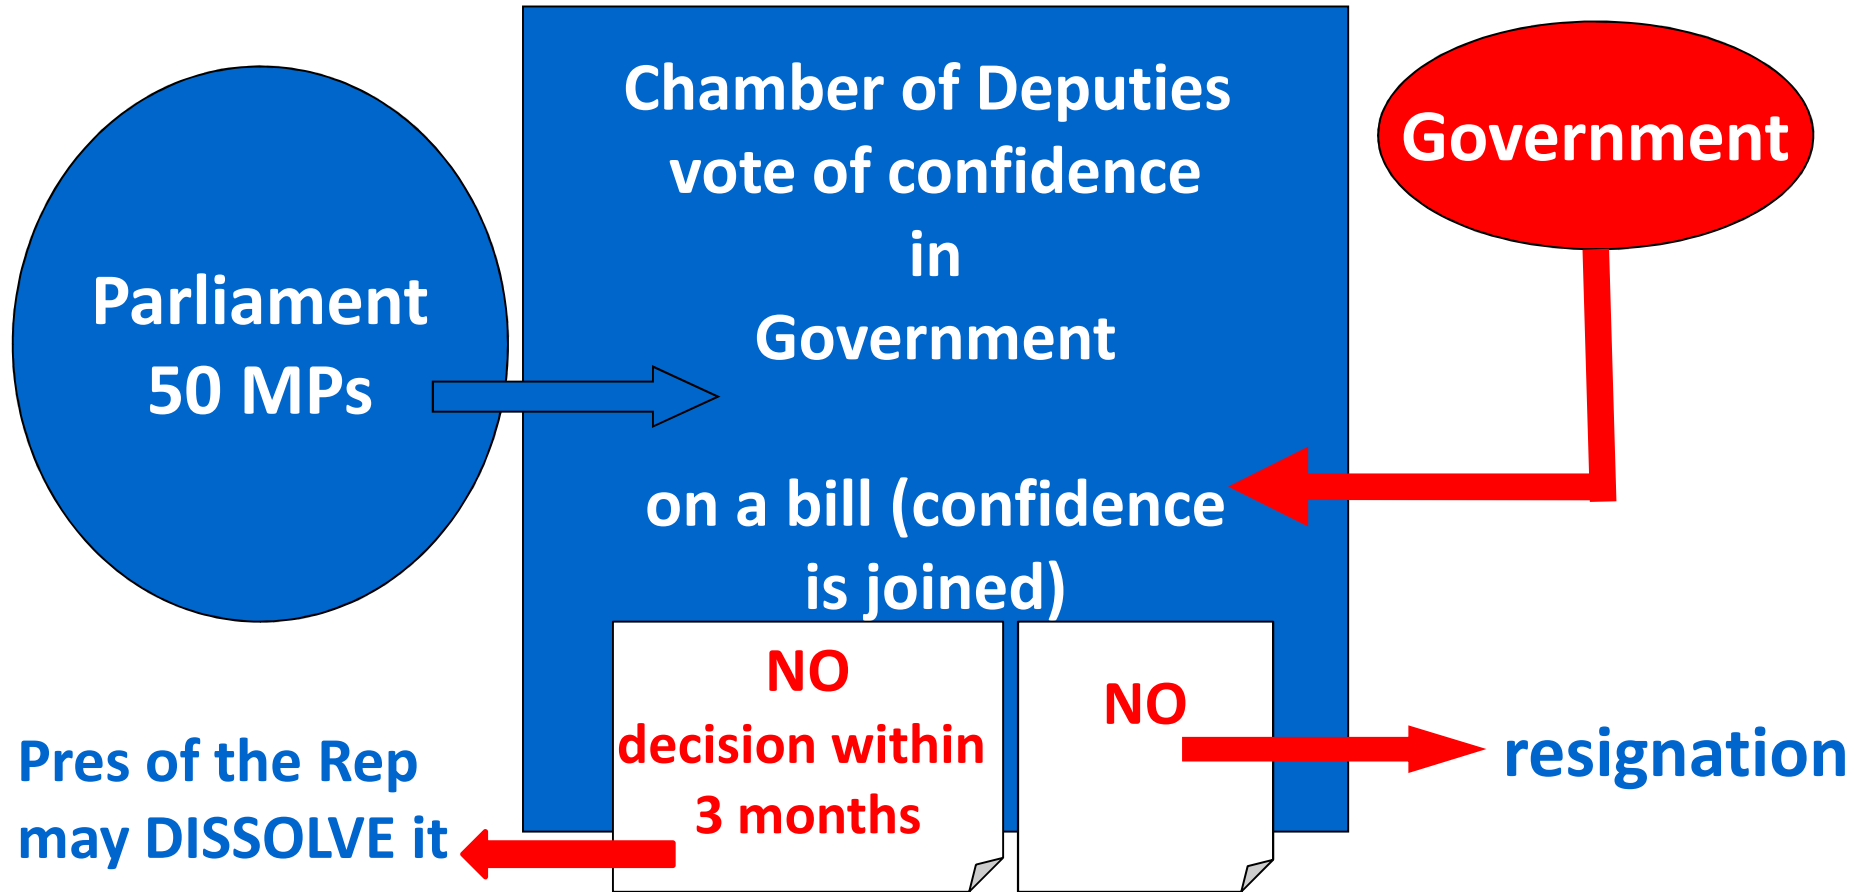 Parliament
50 MPs
Chamber of Deputies
vote of confidence
in
Government
on a bill (confidence
is joined)
Government
NO
decision within
3 months
NO
Pres of the Rep
may DISSOLVE it
resignation